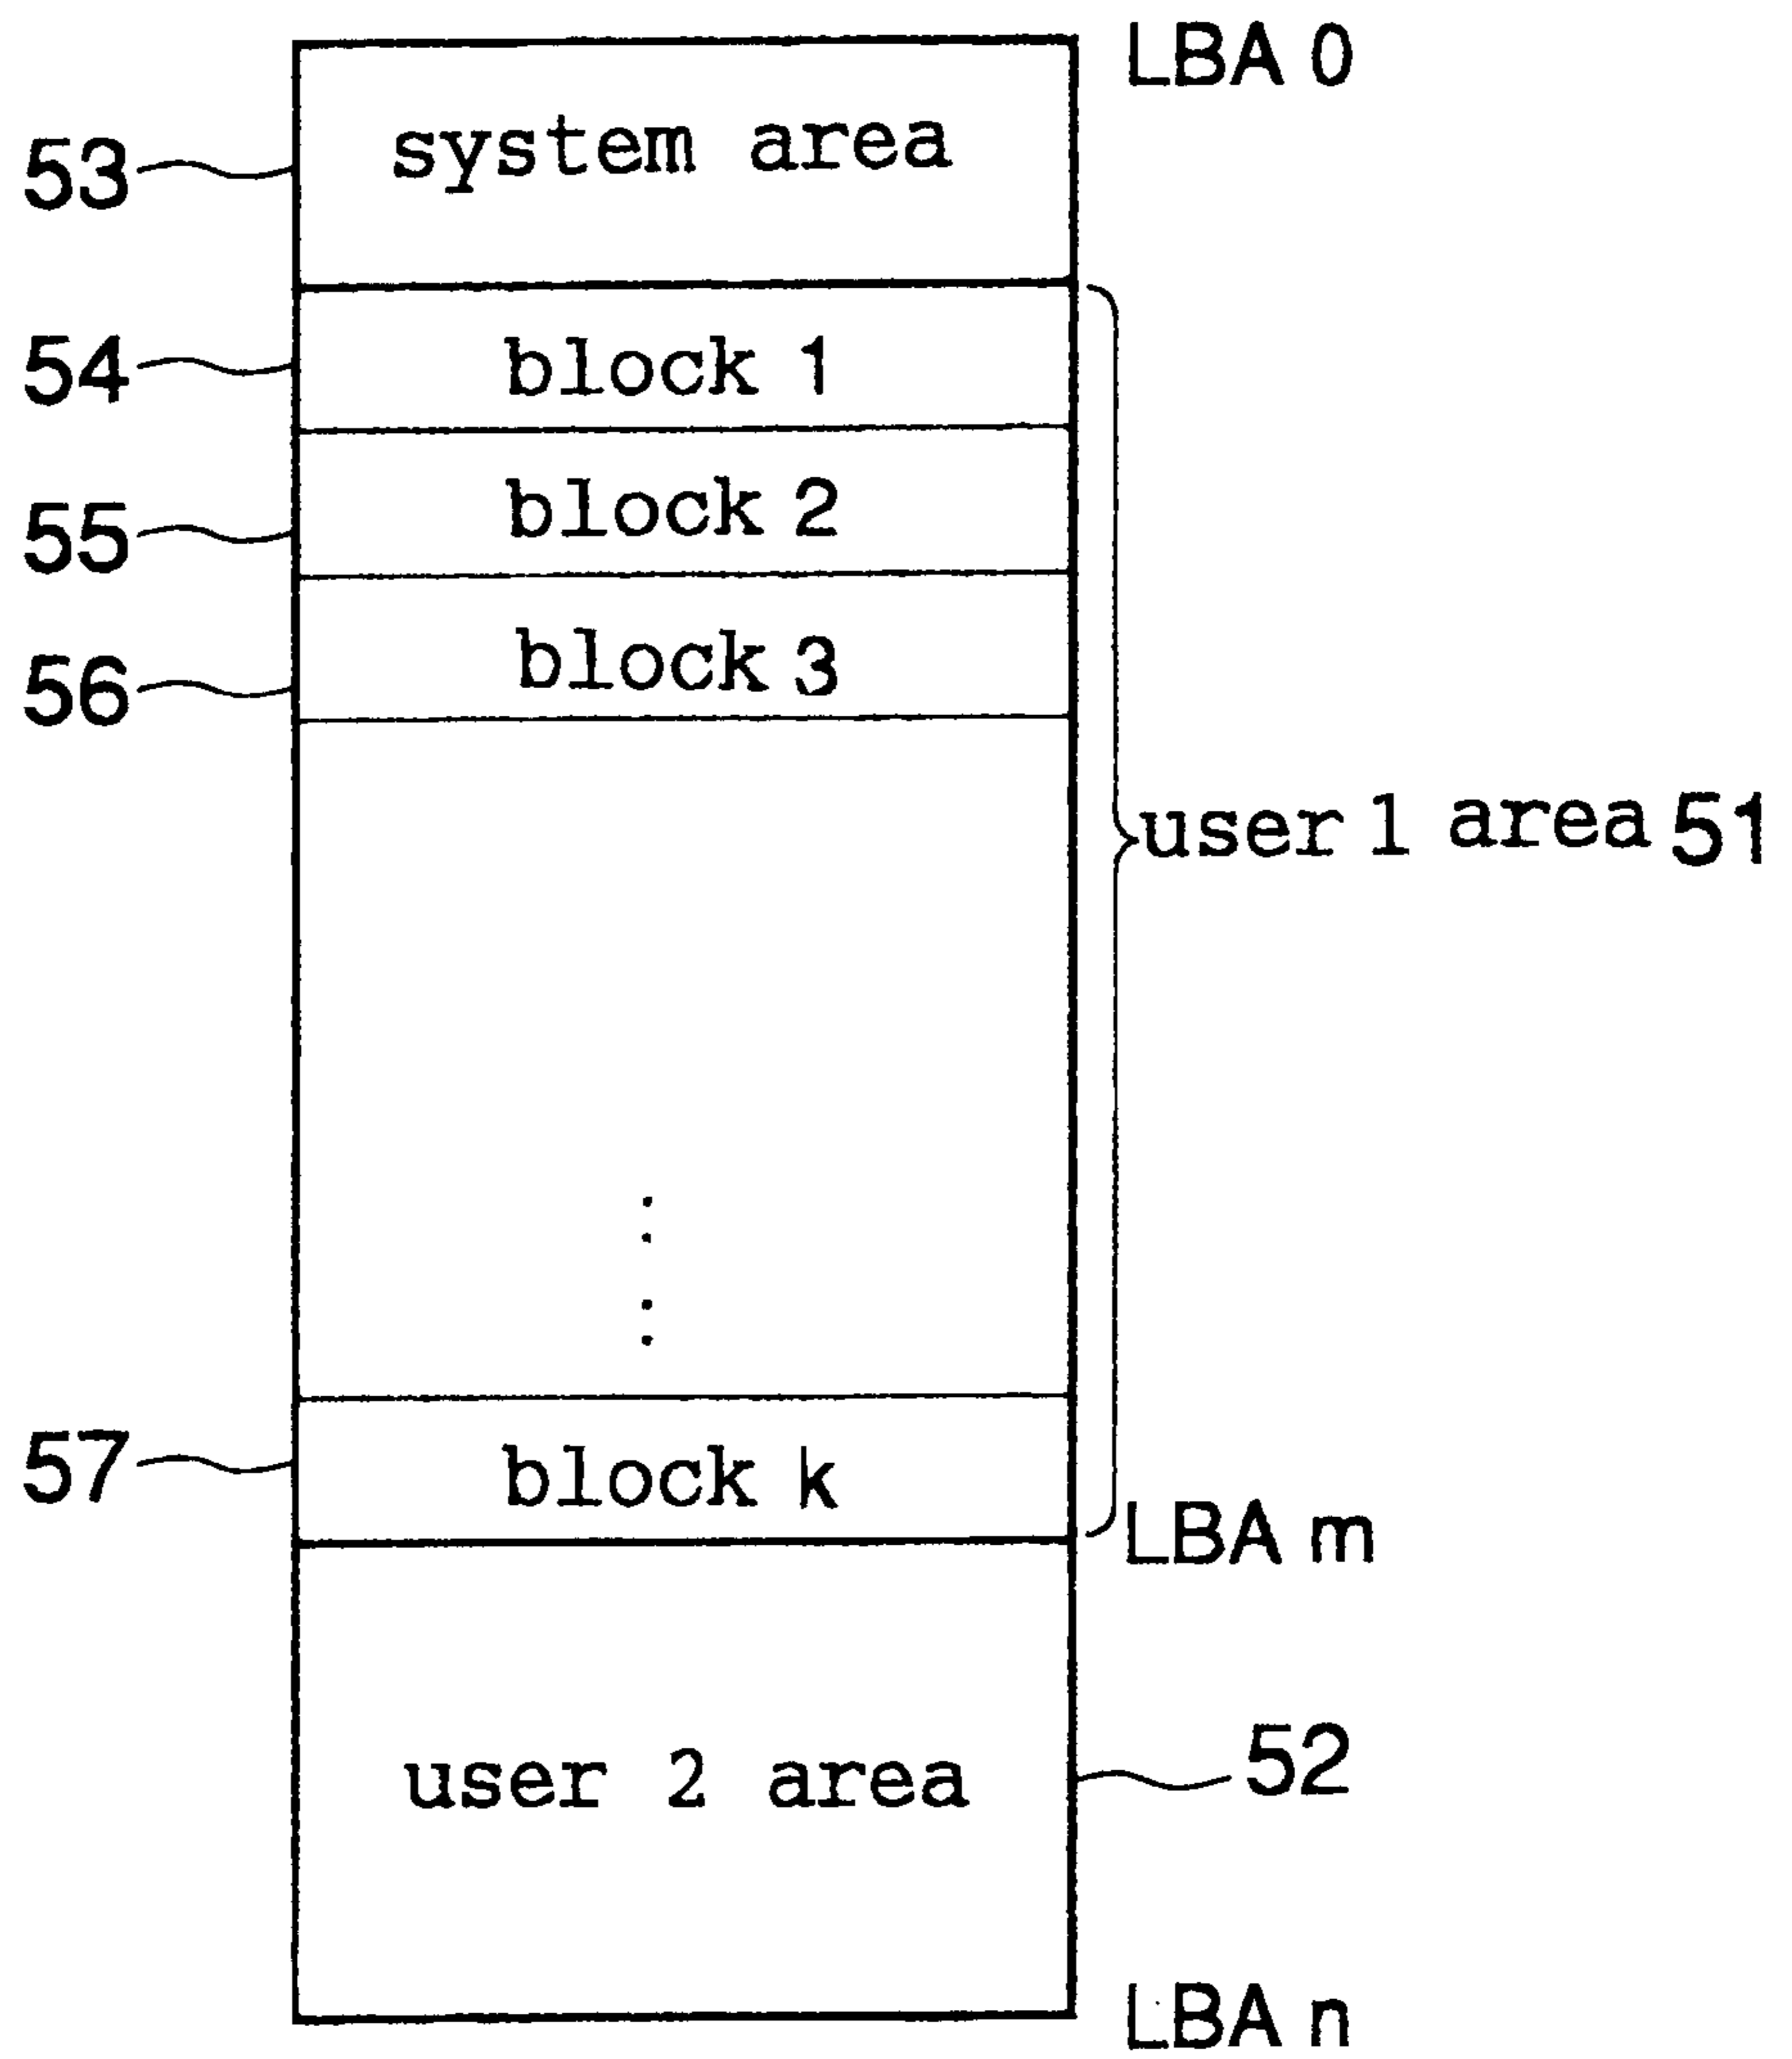 LBA 0
53 system area
54 block 1
55 block 2
56 block 3
user 1 area 51
57 block k
LBA m
user 2 area 52
LBA n